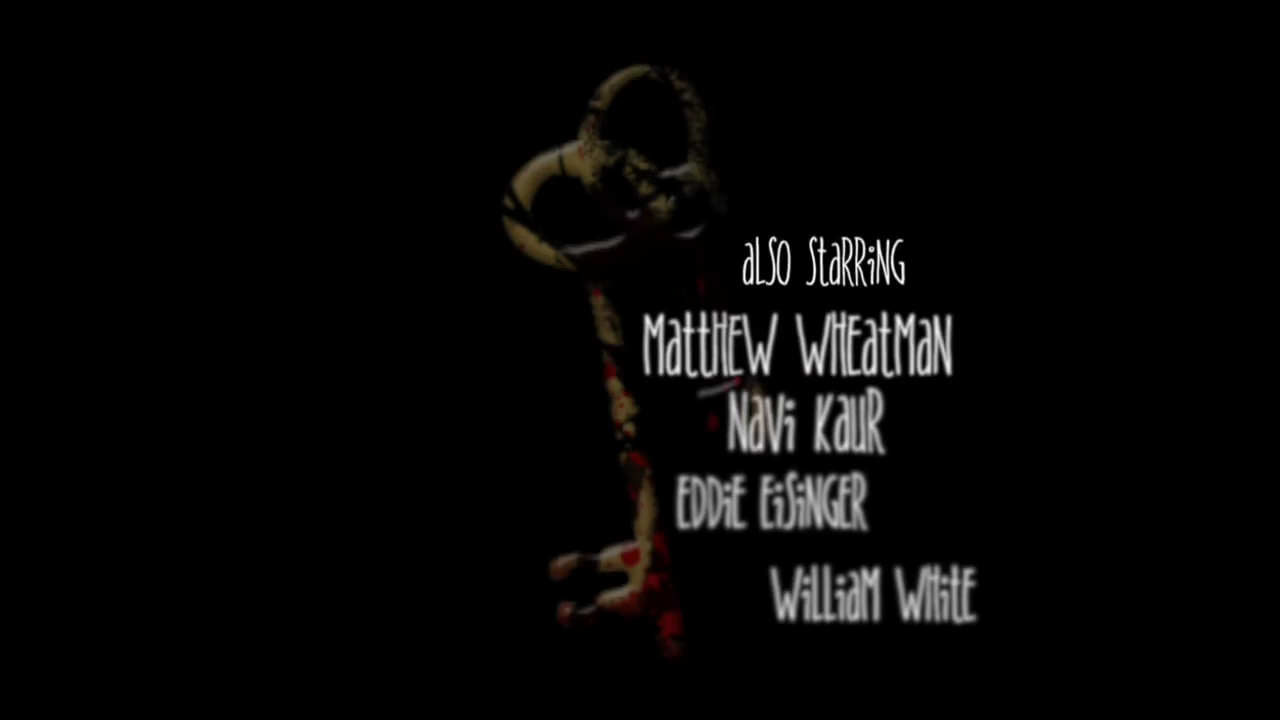 aLSO StaRRiNG
MattHEW WHEatMaN
Navi KauR
EDDiE EiSiNGER
WiLLiaM WHitE